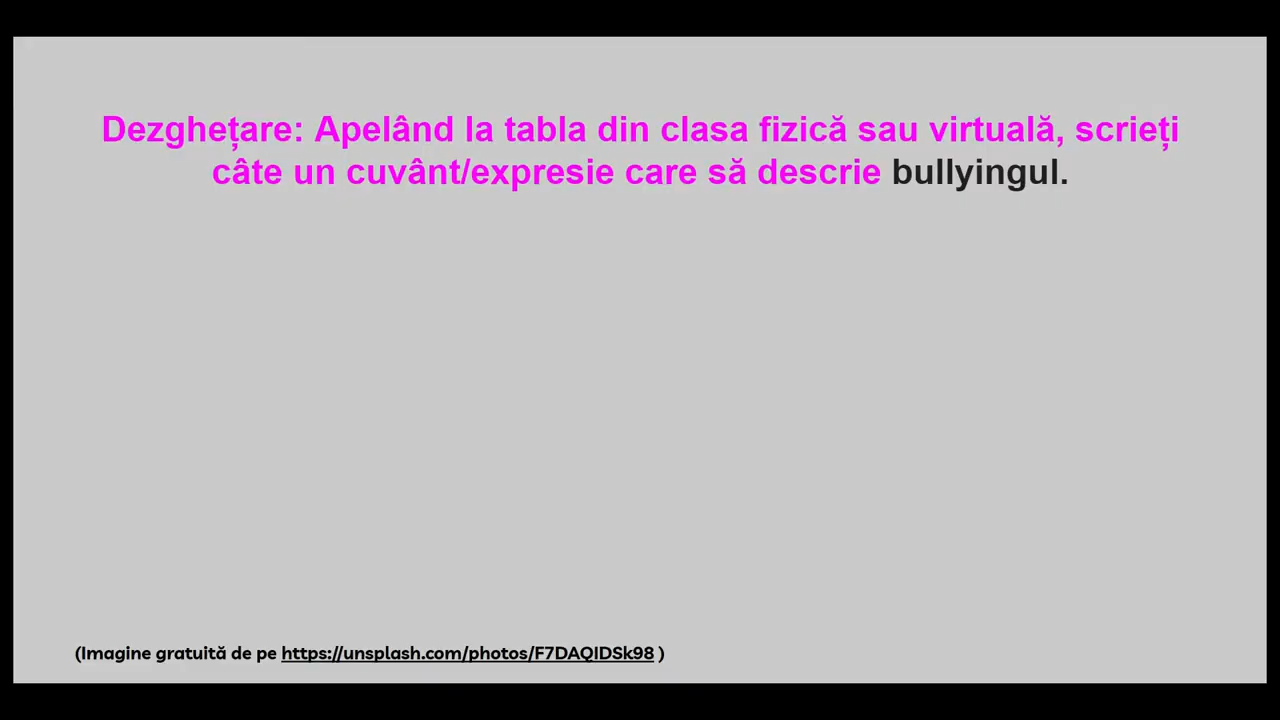 Dezghețare: Apelând la tabla din clasa fizică sau virtuală, scrieți
câte un cuvânt/expresie care să descrie bullyingul.
(Imagine gratuită de pe https://unsplash.com/photos/F7DAQIDSk98 )